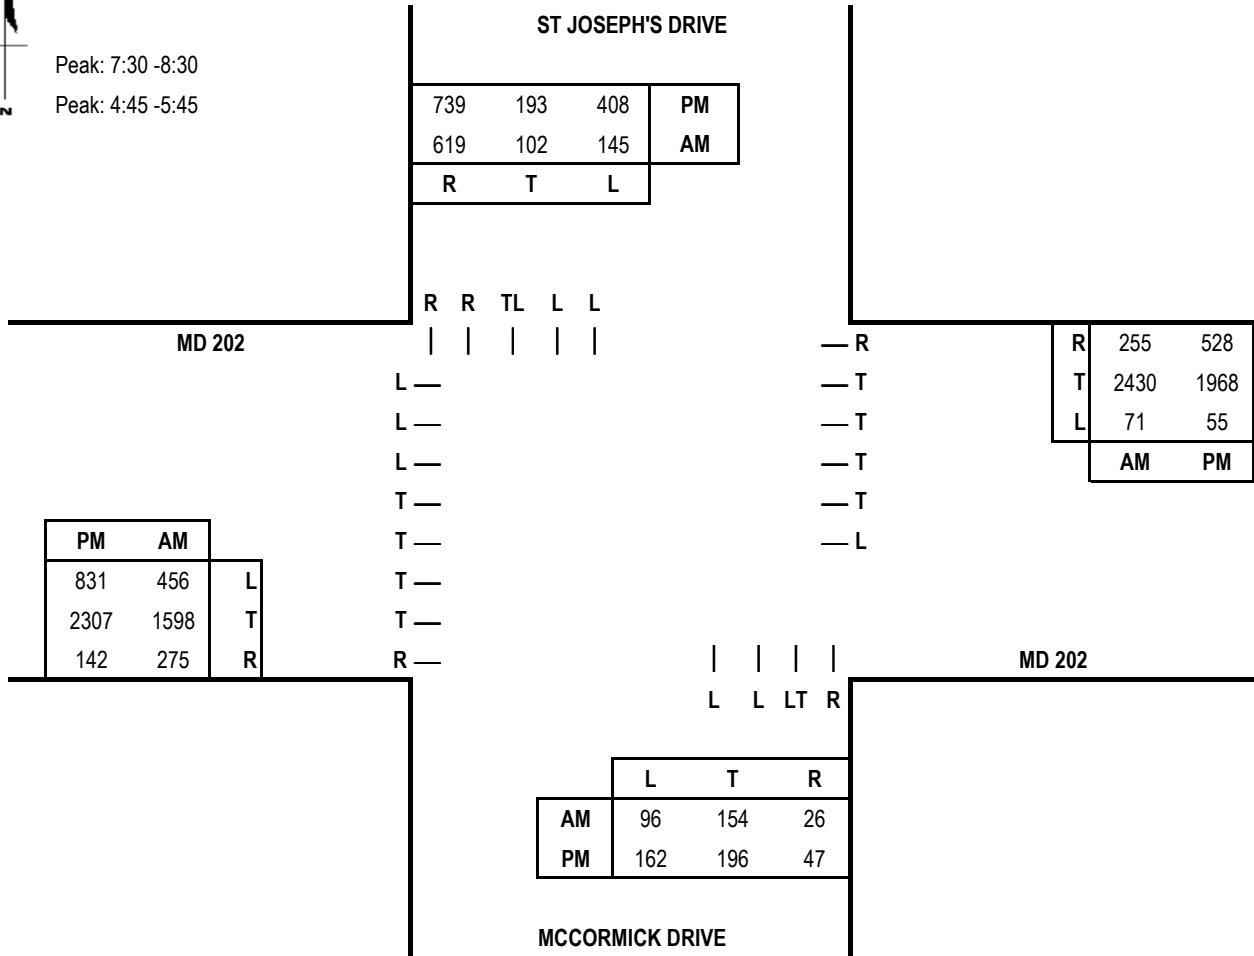 ST JOSEPH'S DRIVE
Peak: 7:30 -8:30
Peak: 4:45 -5:45
N
739 193 408 PM
619 102 145 AM
R T L
R R TL L L
MD 202
L
L
L
T
T
T
T
R
R
T
T
T
T
L
R 255 528
T 2430 1968
L 71 55
AM PM
PM AM
831 456 L
2307 1598 T
142 275 R
MD 202
L L LT R
L T R
AM 96 154 26
PM 162 196 47
MCCORMICK DRIVE